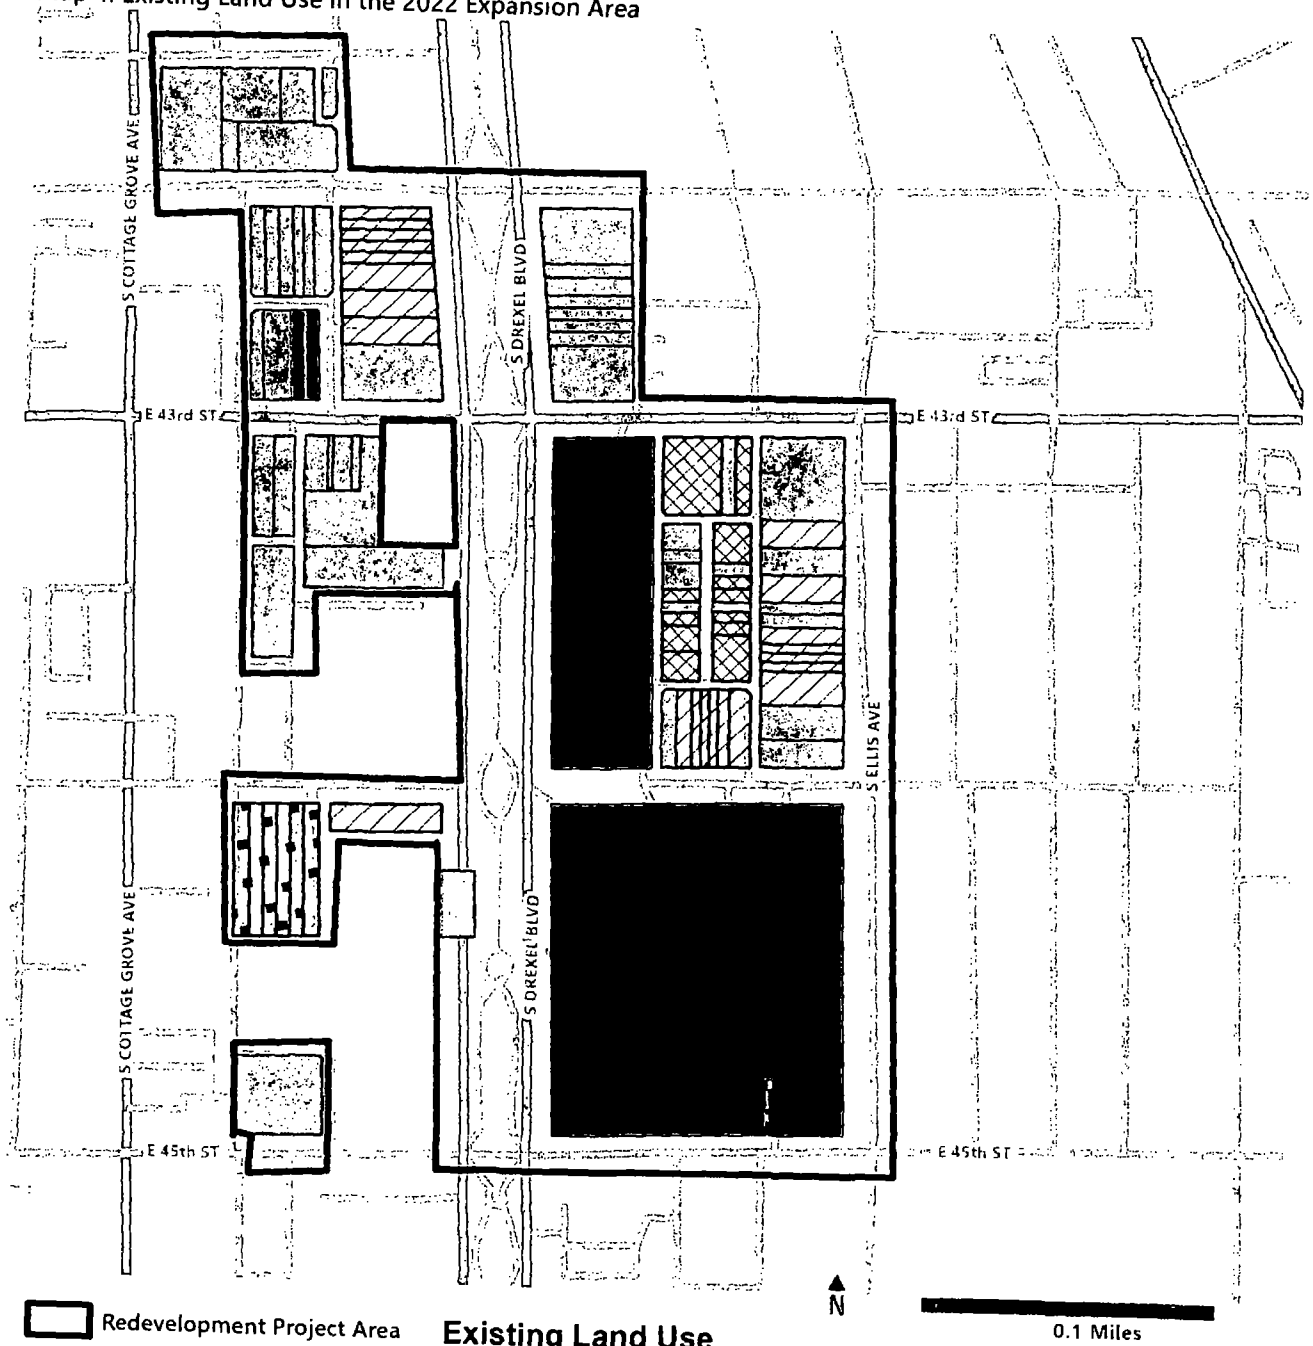 Existing Land Use in the 2022 Expansion Area
S COTTAGE GROVE AVE
S DREXEL BLVD
E 43rd ST
E 43rd ST
S ELLIS AVE
S COTTAGE GROVE AVE
S DREXEL BLVD
E 45th ST
E 45th ST
N
Redevelopment Project Area
Existing Land Use
0.1 Miles